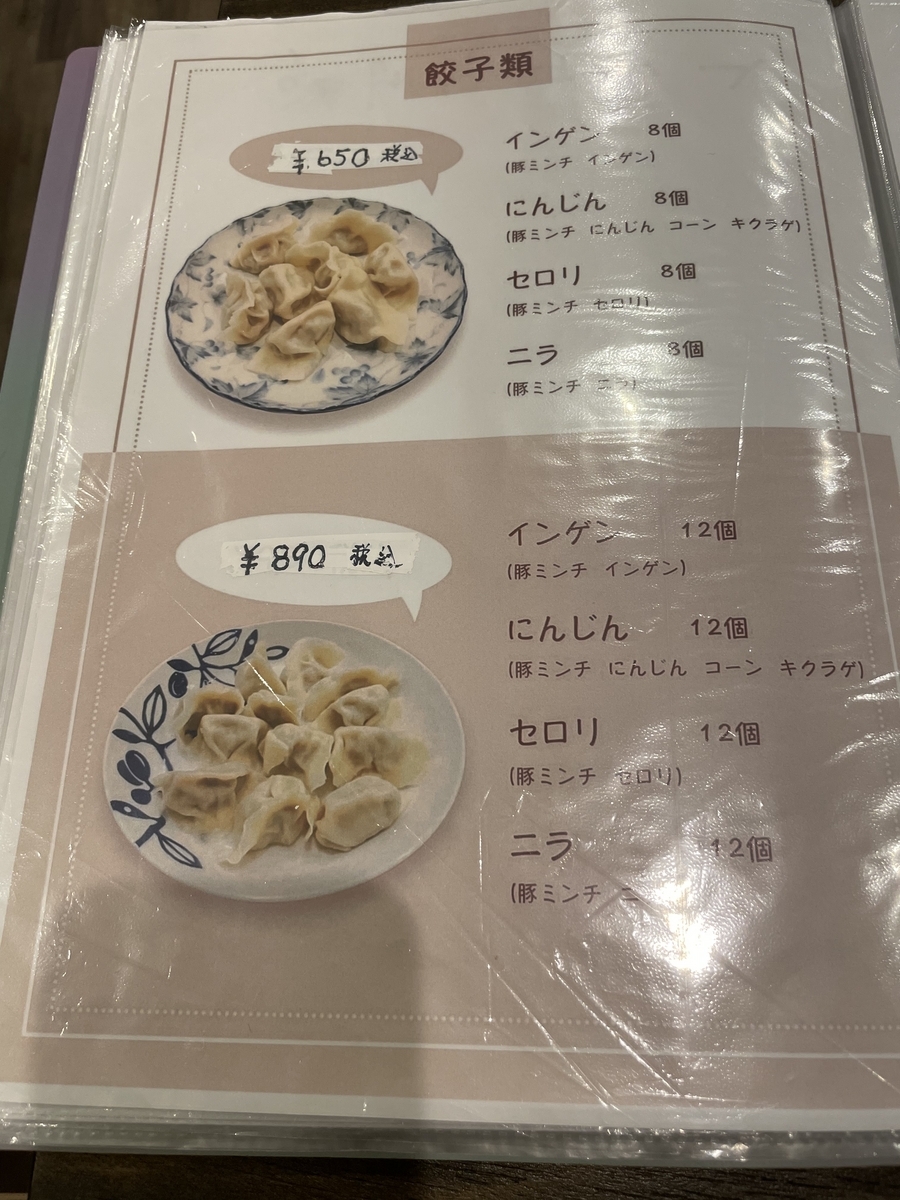 餃子類
¥.650 税込
インゲン 8個
(豚ミンチ インゲン)
にんじん 8個
(豚ミンチ にんじん コーン キクラゲ)
セロリ 8個
(豚ミンチ セロリ)
ニラ 8個
(豚ミンチ ニラ)
¥890 税込
インゲン 12個
(豚ミンチ インゲン)
にんじん 12個
(豚ミンチ にんじん コーン キクラゲ)
セロリ 12個
(豚ミンチ セロリ)
ニラ 12個
(豚ミンチ